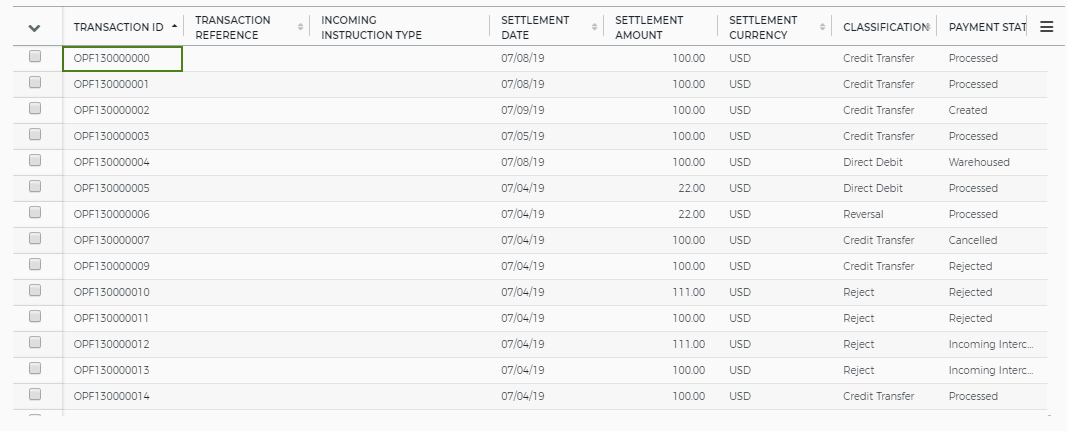 TRANSACTION ID TRANSACTION REFERENCE INCOMING INSTRUCTION TYPE SETTLEMENT DATE SETTLEMENT AMOUNT SETTLEMENT CURRENCY CLASSIFICATION PAYMENT STAT
OPF130000000 07/08/19 100.00 USD Credit Transfer Processed
OPF130000001 07/08/19 100.00 USD Credit Transfer Processed
OPF130000002 07/09/19 100.00 USD Credit Transfer Created
OPF130000003 07/05/19 100.00 USD Credit Transfer Processed
OPF130000004 07/08/19 100.00 USD Direct Debit Warehoused
OPF130000005 07/04/19 22.00 USD Direct Debit Processed
OPF130000006 07/04/19 22.00 USD Reversal Processed
OPF130000007 07/04/19 100.00 USD Credit Transfer Cancelled
OPF130000009 07/04/19 100.00 USD Credit Transfer Rejected
OPF130000010 07/04/19 111.00 USD Reject Rejected
OPF130000011 07/04/19 100.00 USD Reject Rejected
OPF130000012 07/04/19 111.00 USD Reject Incoming Interc...
OPF130000013 07/04/19 100.00 USD Reject Incoming Interc...
OPF130000014 07/04/19 100.00 USD Credit Transfer Processed